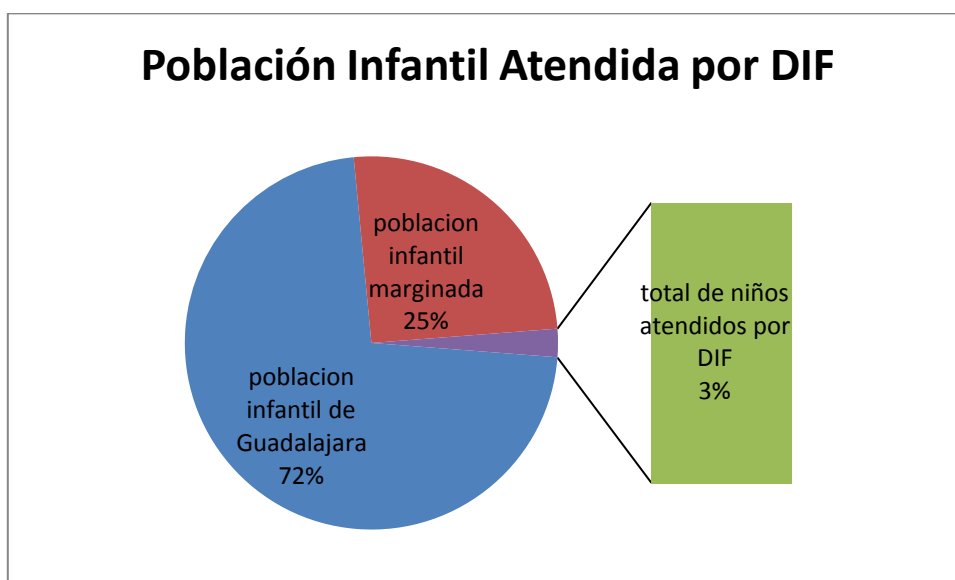 Población Infantil Atendida por DIF
poblacion
infantil
marginada
25%
total de niños
atendidos por
DIF
3%
poblacion
infantil de
Guadalajara
72%